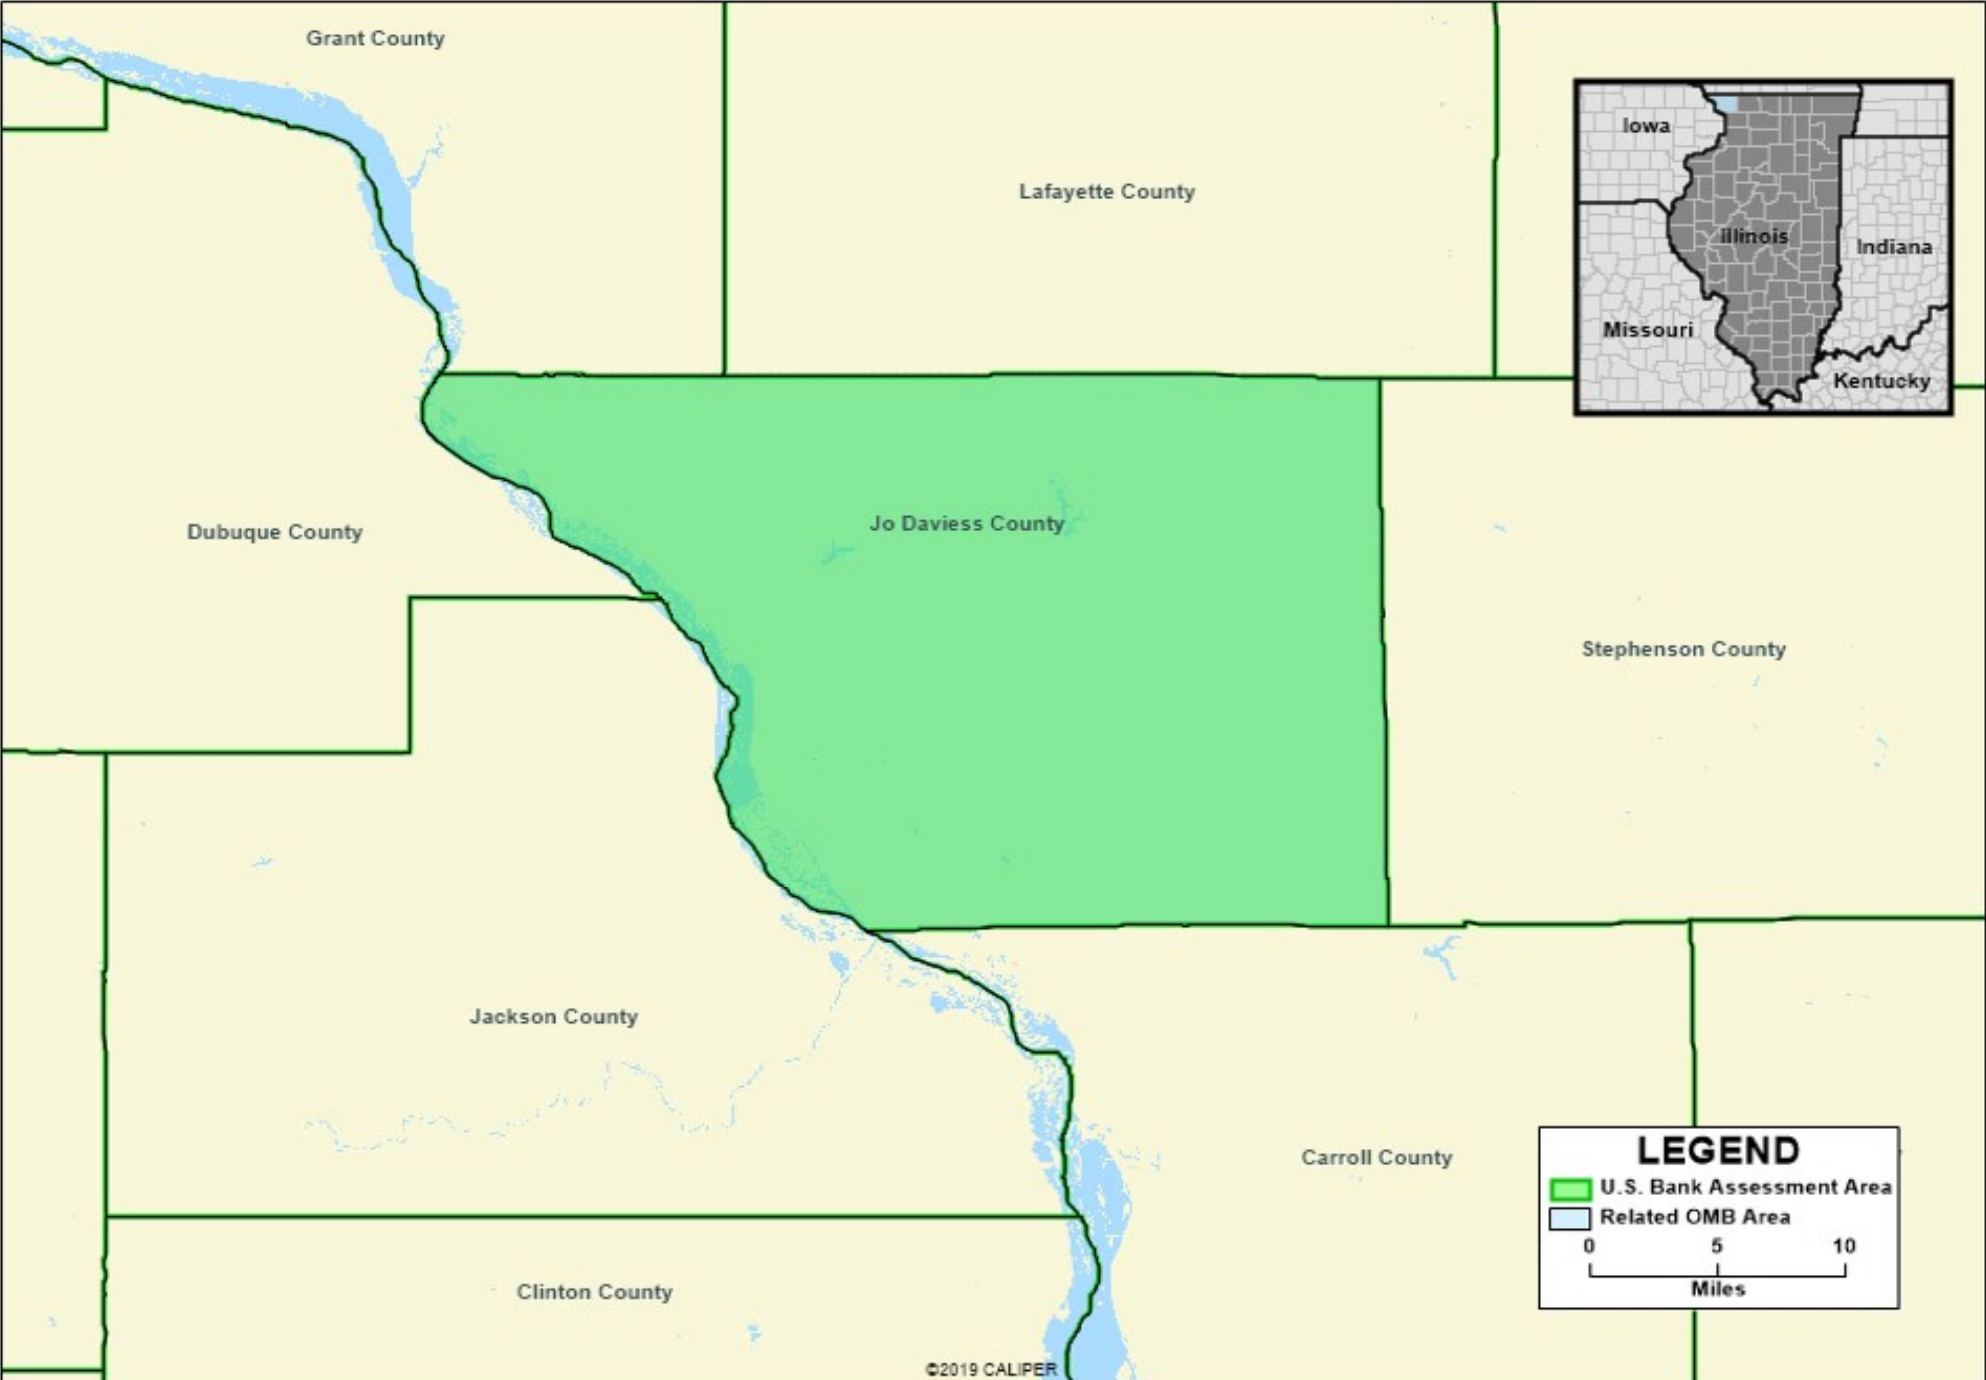 Grant County
Lafayette County
Iowa
Illinois
Indiana
Missouri
Kentucky
Jo Daviess County
Dubuque County
Stephenson County
Jackson County
Carroll County
Clinton County
LEGEND
U.S. Bank Assessment Area
Related OMB Area
0 5 10
Miles
©2019 CALIPER